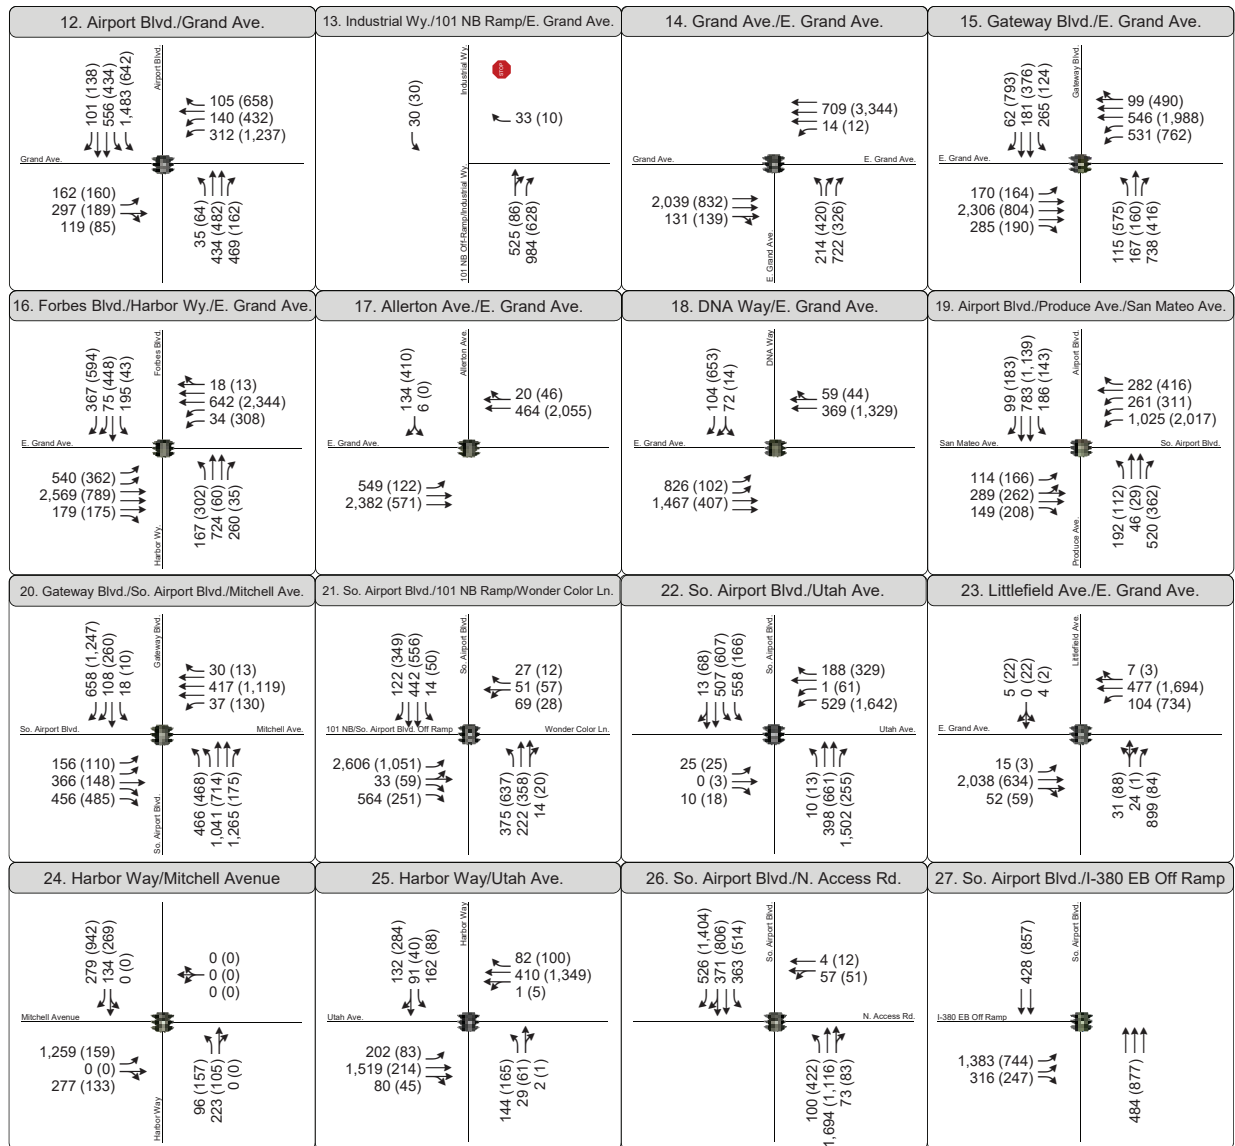 12. Airport Blvd./Grand Ave.
101 (138)
556 (434)
1,483 (642)
Airport Blvd.
105 (658)
140 (432)
312 (1,237)
Grand Ave.
162 (160)
297 (189)
119 (85)
35 (64)
434 (482)
469 (162)
13. Industrial Wy./101 NB Ramp/E. Grand Ave.
30 (30)
Industrial Wy.
STOP
33 (10)
101 NB Off-Ramp/Industrial Wy.
525 (86)
984 (628)
14. Grand Ave./E. Grand Ave.
709 (3,344)
14 (12)
Grand Ave.
E. Grand Ave.
2,039 (832)
131 (139)
E. Grand Ave.
214 (420)
722 (326)
15. Gateway Blvd./E. Grand Ave.
62 (793)
181 (376)
265 (124)
Gateway Blvd.
99 (490)
546 (1,988)
531 (762)
E. Grand Ave.
170 (164)
2,306 (804)
285 (190)
115 (575)
167 (160)
738 (416)
16. Forbes Blvd./Harbor Wy./E. Grand Ave.
367 (594)
75 (448)
195 (43)
Forbes Blvd.
18 (13)
642 (2,344)
34 (308)
E. Grand Ave.
540 (362)
2,569 (789)
179 (175)
Harbor Wy.
167 (302)
724 (60)
260 (35)
17. Allerton Ave./E. Grand Ave.
134 (410)
6 (0)
Allerton Ave.
20 (46)
464 (2,055)
E. Grand Ave.
549 (122)
2,382 (571)
18. DNA Way/E. Grand Ave.
104 (653)
72 (14)
DNA Way
59 (44)
369 (1,329)
E. Grand Ave.
826 (102)
1,467 (407)
19. Airport Blvd./Produce Ave./San Mateo Ave.
99 (183)
783 (1,139)
186 (143)
Airport Blvd.
282 (416)
261 (311)
1,025 (2,017)
San Mateo Ave.
So. Airport Blvd.
114 (166)
289 (262)
149 (208)
Produce Ave.
192 (112)
46 (29)
520 (362)
20. Gateway Blvd./So. Airport Blvd./Mitchell Ave.
658 (1,247)
108 (260)
18 (10)
Gateway Blvd.
30 (13)
417 (1,119)
37 (130)
So. Airport Blvd.
Mitchell Ave.
156 (110)
366 (148)
456 (485)
So. Airport Blvd.
466 (468)
1,041 (714)
1,265 (175)
21. So. Airport Blvd./101 NB Ramp/Wonder Color Ln.
122 (349)
442 (556)
14 (50)
So. Airport Blvd.
27 (12)
51 (57)
69 (28)
101 NB/So. Airport Blvd. Off Ramp
Wonder Color Ln.
2,606 (1,051)
33 (59)
564 (251)
375 (637)
222 (358)
14 (20)
22. So. Airport Blvd./Utah Ave.
13 (68)
507 (607)
558 (166)
So. Airport Blvd.
188 (329)
1 (61)
529 (1,642)
Utah Ave.
25 (25)
0 (3)
10 (18)
10 (13)
398 (661)
1,502 (255)
23. Littlefield Ave./E. Grand Ave.
5 (22)
0 (22)
4 (2)
Littlefield Ave.
7 (3)
477 (1,694)
104 (734)
E. Grand Ave.
15 (3)
2,038 (634)
52 (59)
31 (88)
24 (1)
899 (84)
24. Harbor Way/Mitchell Avenue
279 (942)
134 (269)
0 (0)
0 (0)
0 (0)
0 (0)
Mitchell Avenue
1,259 (159)
0 (0)
277 (133)
Harbor Way
96 (157)
223 (105)
0 (0)
25. Harbor Way/Utah Ave.
132 (284)
91 (40)
162 (88)
Harbor Way
82 (100)
410 (1,349)
1 (5)
Utah Ave.
202 (83)
1,519 (214)
80 (45)
144 (165)
29 (61)
2 (1)
26. So. Airport Blvd./N. Access Rd.
526 (1,404)
371 (806)
363 (514)
So. Airport Blvd.
4 (12)
57 (51)
N. Access Rd.
100 (422)
1,694 (1,116)
73 (83)
27. So. Airport Blvd./I-380 EB Off Ramp
428 (857)
So. Airport Blvd.
I-380 EB Off Ramp
1,383 (744)
316 (247)
484 (877)